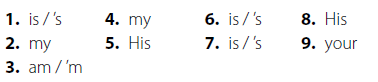 1. is / 's 4. my 6. is / 's 8. His
2. my 5. His 7. is / 's 9. your
3. am / 'm